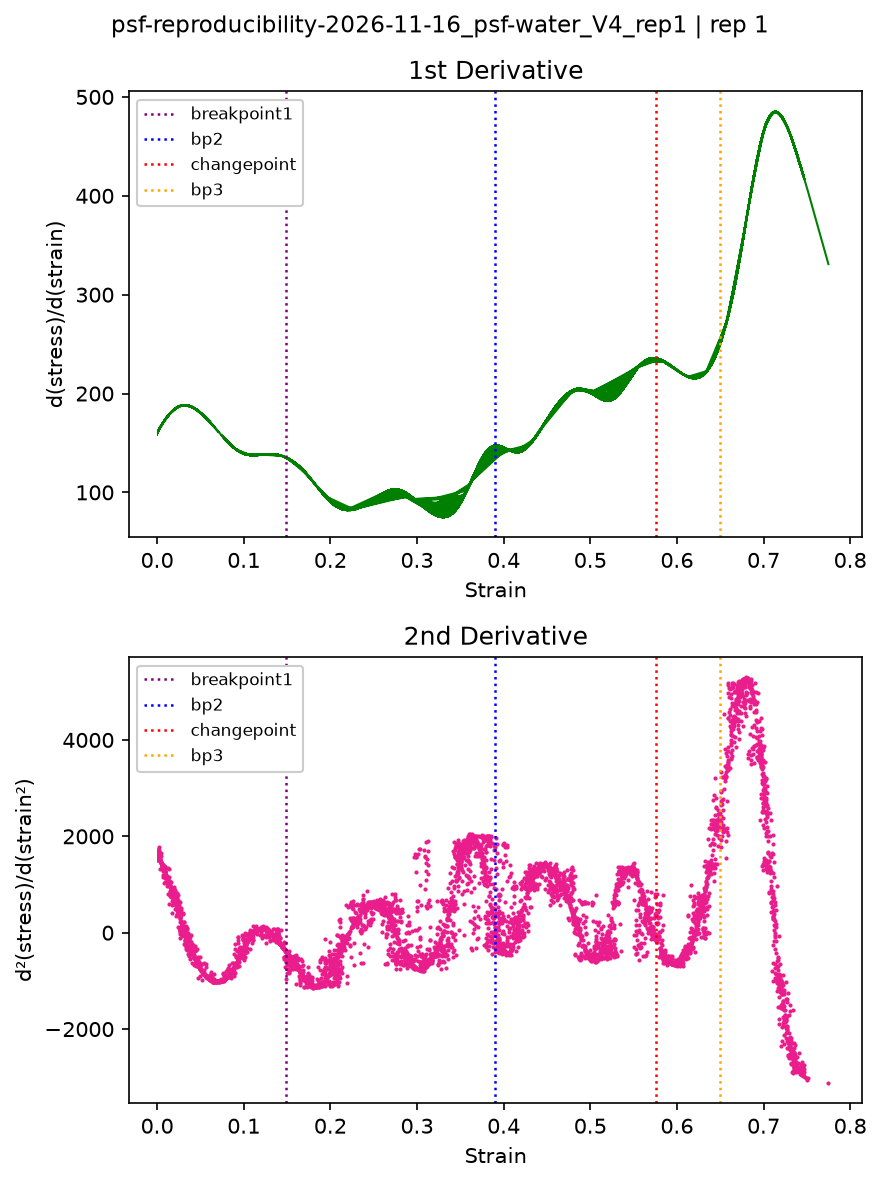 psf-reproducibility-2026-11-16_psf-water_V4_rep1 | rep 1
1st Derivative
d(stress)/d(strain)
500
400
300
200
100
breakpoint1
bp2
changepoint
bp3
0.0 0.1 0.2 0.3 0.4 0.5 0.6 0.7 0.8
Strain
2nd Derivative
d²(stress)/d(strain²)
4000
2000
0
−2000
breakpoint1
bp2
changepoint
bp3
0.0 0.1 0.2 0.3 0.4 0.5 0.6 0.7 0.8
Strain